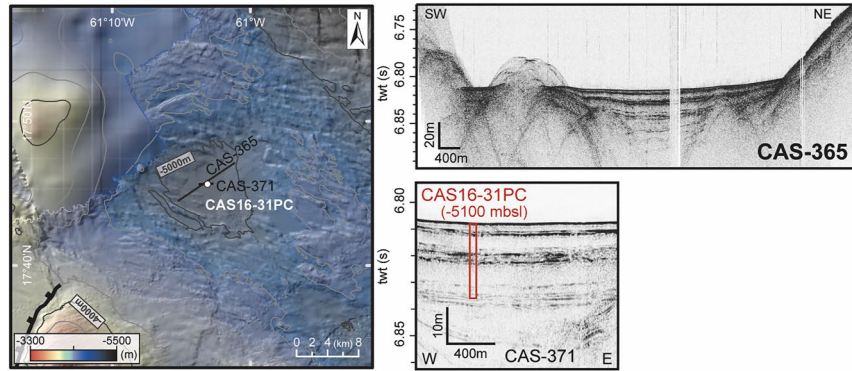 61°10'W
61°W
N
17°50'N
-5000m
CAS-365
CAS-371
CAS16-31PC
17°40'N
-4000m
-3300
-5500
(m)
0 2 4 (km) 8
6.75
6.80
6.85
twt (s)
SW
NE
20m
400m
CAS-365
6.80
6.85
twt (s)
CAS16-31PC
(-5100 mbsl)
10m
400m
W
CAS-371
E